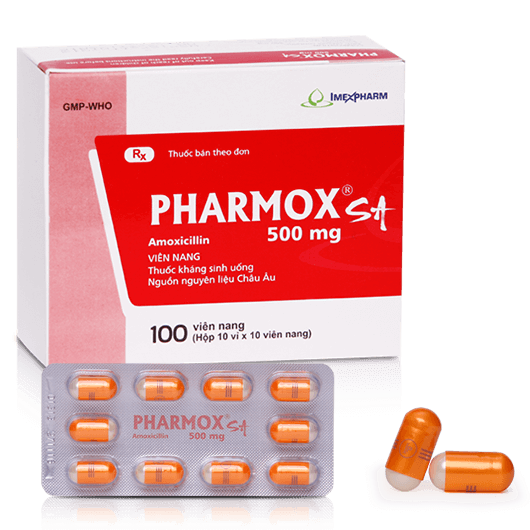 IMEXPHARM
GMP-WHO
Rx Thuốc bán theo đơn
PHARMOX® SA
500 mg
Amoxicillin
VIÊN NANG
Thuốc kháng sinh uống
Nguồn nguyên liệu Châu Âu
100 viên nang
(Hộp 10 vỉ x 10 viên nang)
PHARMOX® SA
Amoxicillin 500 mg